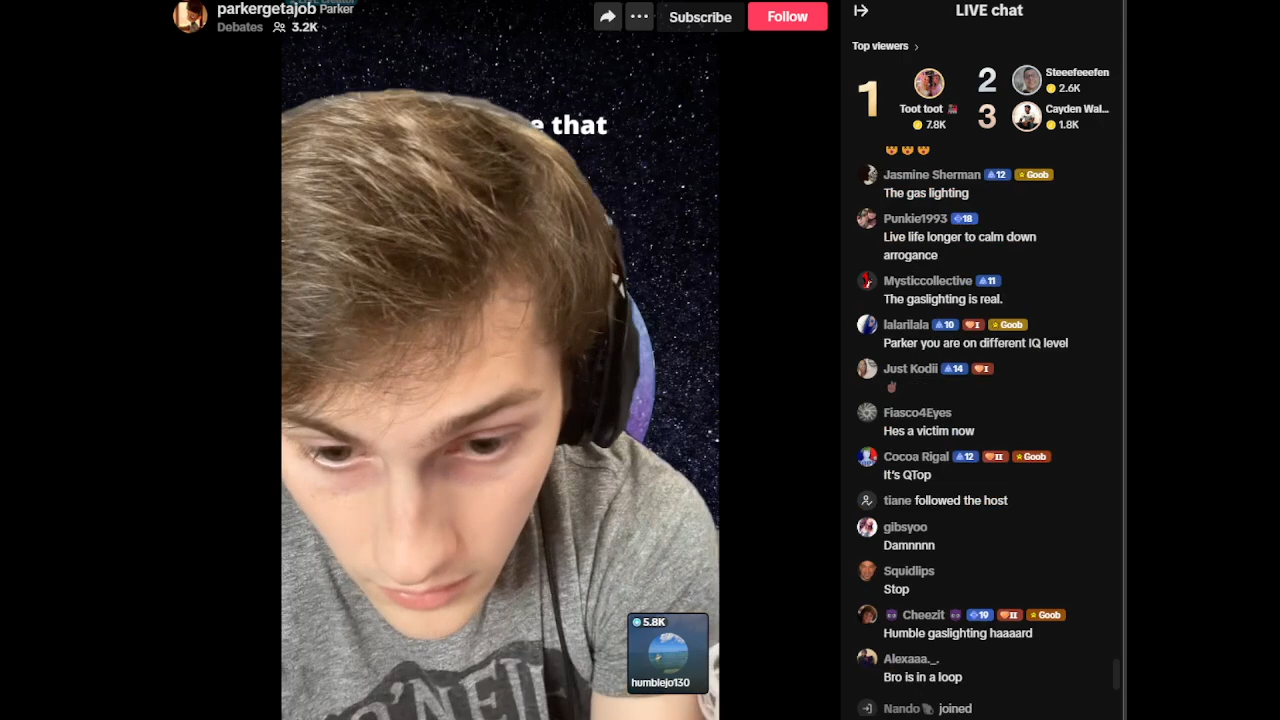 parkergetajob Parker
Debates 3.2K
Subscribe
Follow
e that
O'NEIL
5.8K
humblejo130
LIVE chat
Top viewers
1
Toot toot
7.8K
2
Steeefeeefen
2.6K
3
Cayden Wal...
1.8K
Jasmine Sherman 12 Goob
The gas lighting
Punkie1993 18
Live life longer to calm down
arrogance
Mysticcollective 11
The gaslighting is real.
lalarilala 10 I Goob
Parker you are on different IQ level
Just Kodii 14 I
Fiasco4Eyes
Hes a victim now
Cocoa Rigal 12 II Goob
It's QTop
tiane followed the host
gibsyoo
Damnnnn
Squidlips
Stop
Cheezit 19 II Goob
Humble gaslighting haaaard
Alexaaa._.
Bro is in a loop
Nando joined